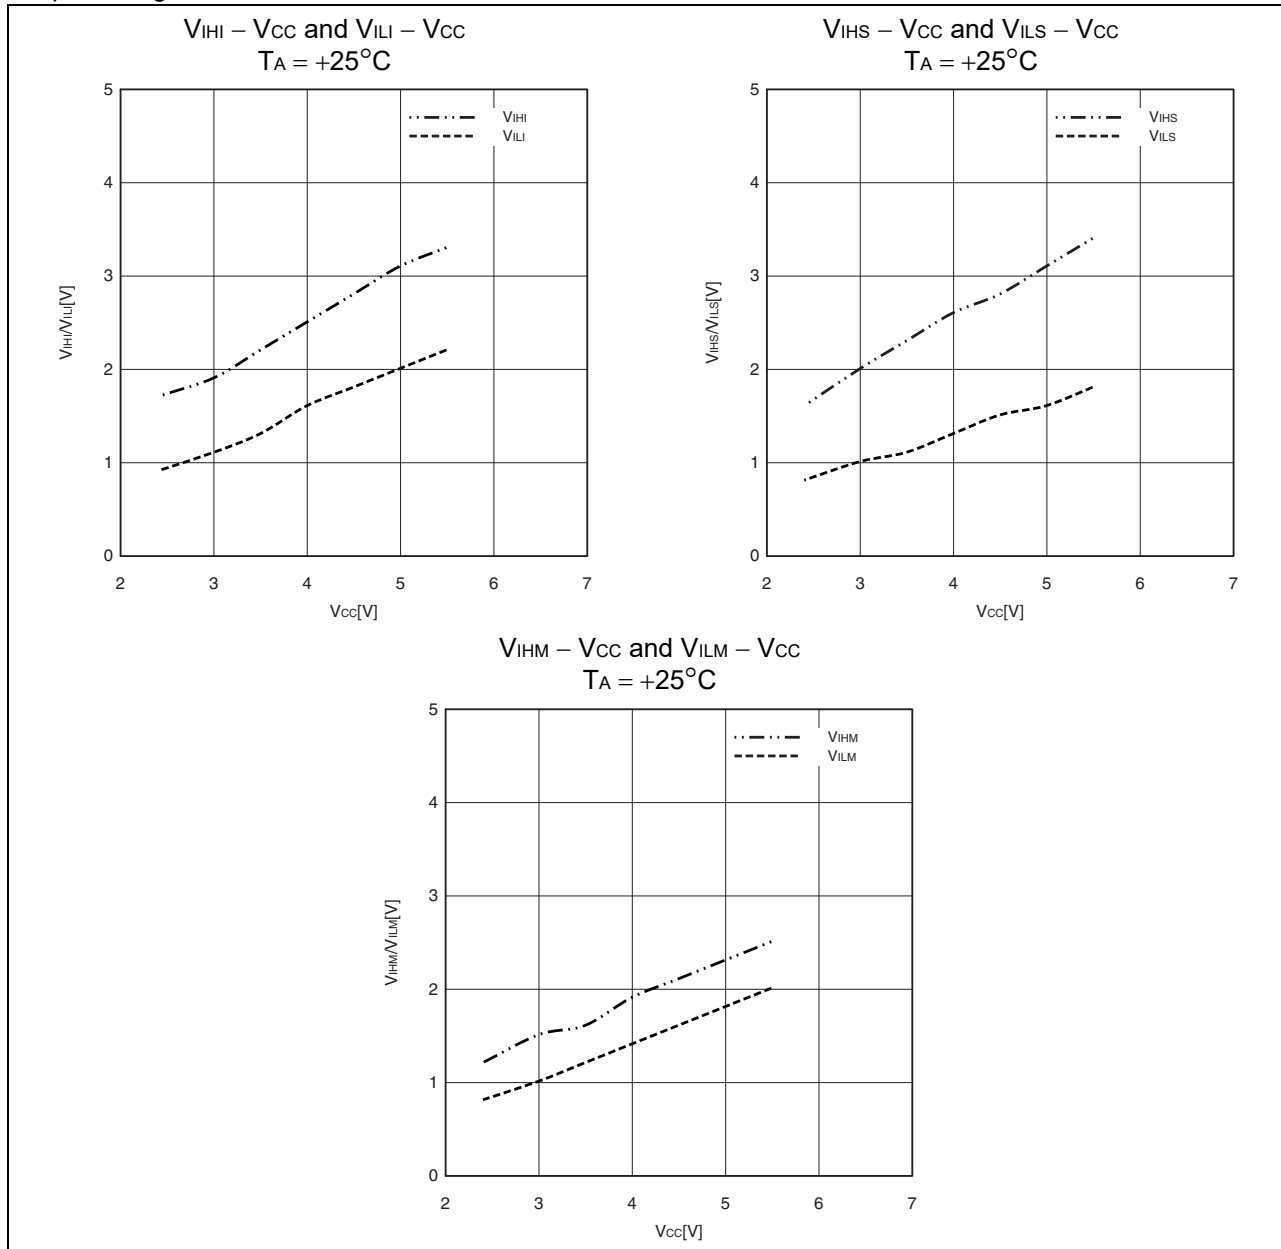 VIHI – VCC and VILI – VCC
TA = +25°C
5
4
3
2
1
0
VIHI/VILI[V]
VIHI
VILI
2 3 4 5 6 7
VCC[V]
VIHS – VCC and VILS – VCC
TA = +25°C
5
4
3
2
1
0
VIHS/VILS[V]
VIHS
VILS
2 3 4 5 6 7
VCC[V]
VIHM – VCC and VILM – VCC
TA = +25°C
5
4
3
2
1
0
VIHM/VILM[V]
VIHM
VILM
2 3 4 5 6 7
VCC[V]